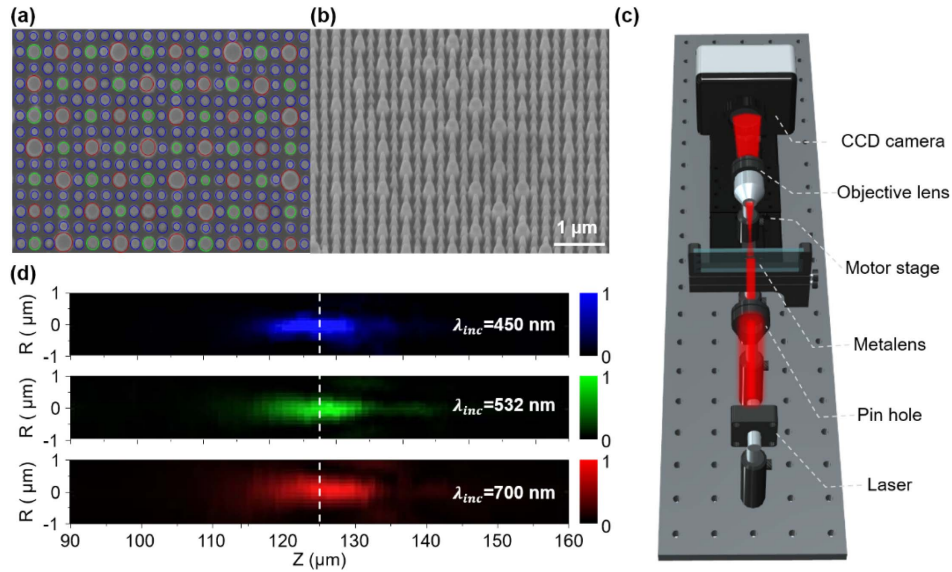 (a)
(b)
1 μm
(c)
CCD camera
Objective lens
Motor stage
Metalens
Pin hole
Laser
(d)
R ( μm)
1
0
-1
λinc=450 nm
1
0
R ( μm)
1
0
-1
λinc=532 nm
1
0
R ( μm)
1
0
-1
λinc=700 nm
1
0
90 100 110 120 130 140 150 160
Z (μm)